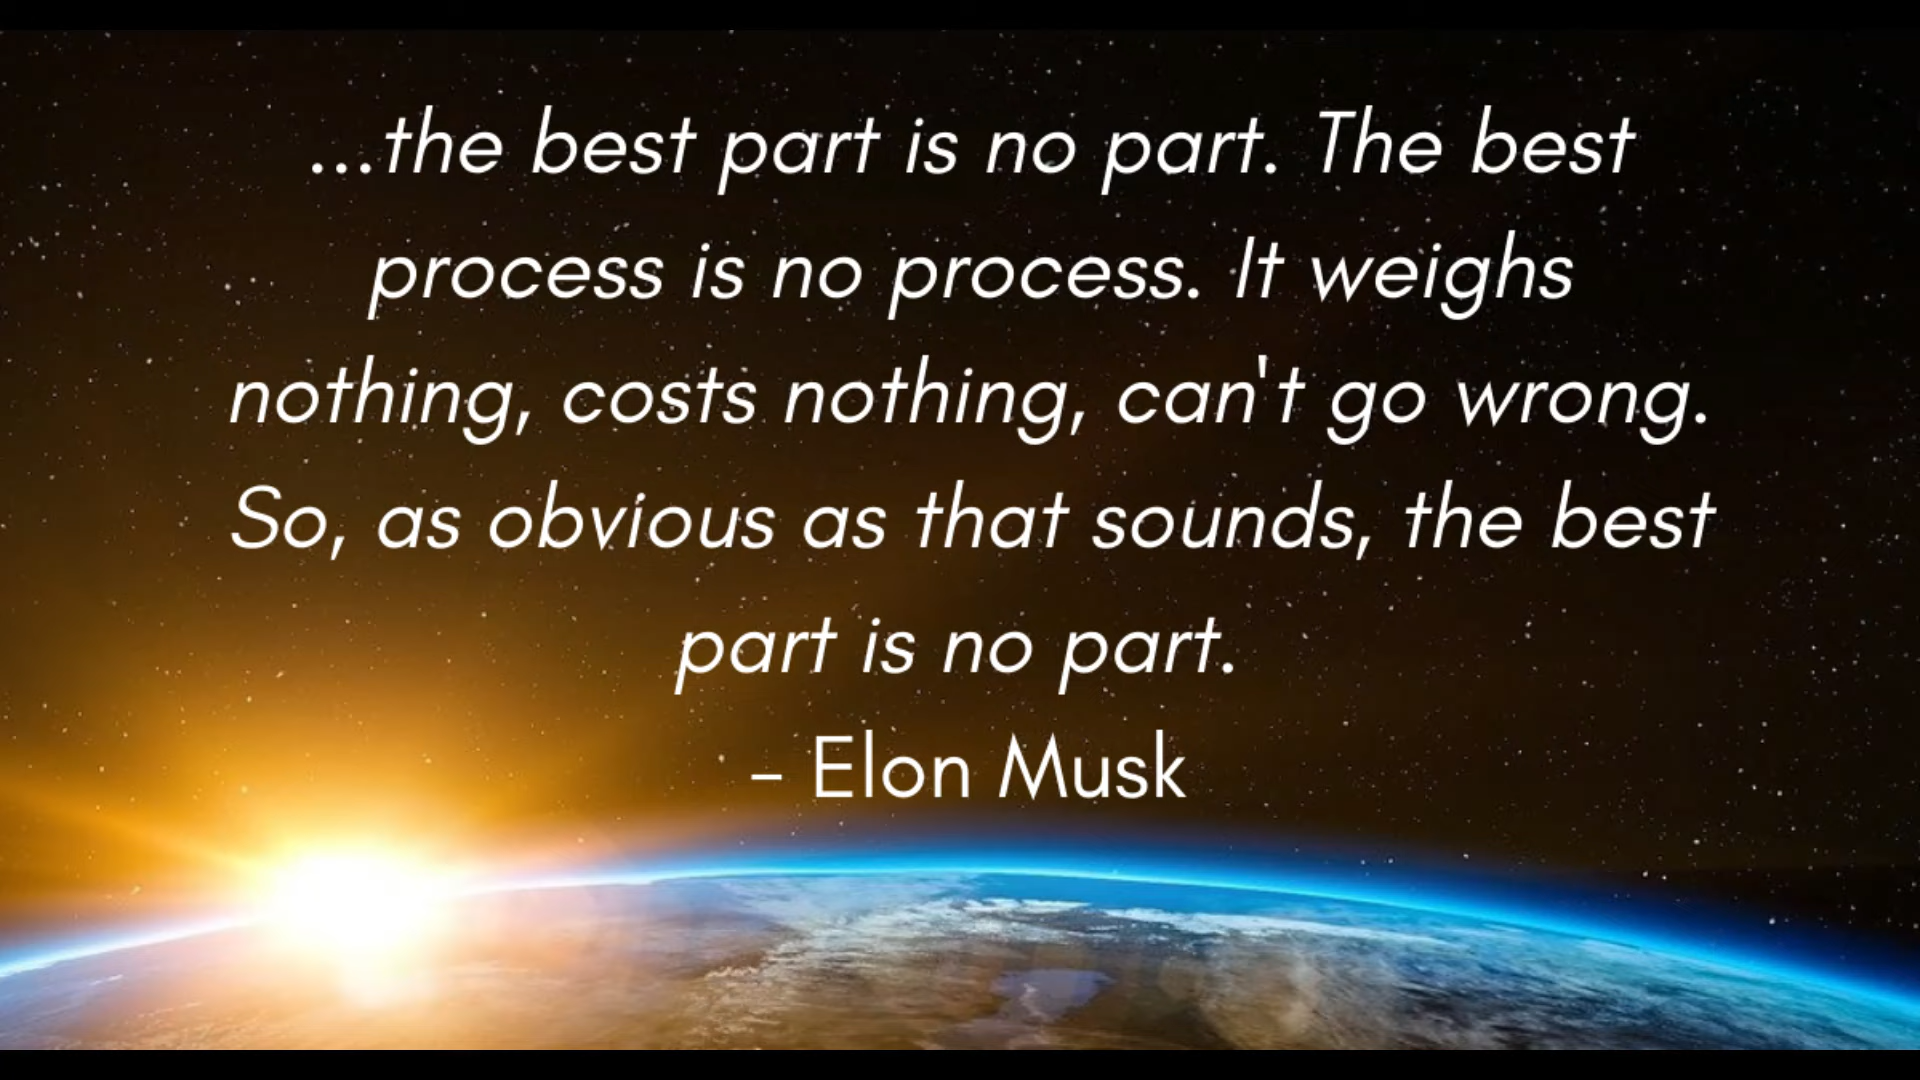 ...the best part is no part. The best
process is no process. It weighs
nothing, costs nothing, can't go wrong.
So, as obvious as that sounds, the best
part is no part.
– Elon Musk